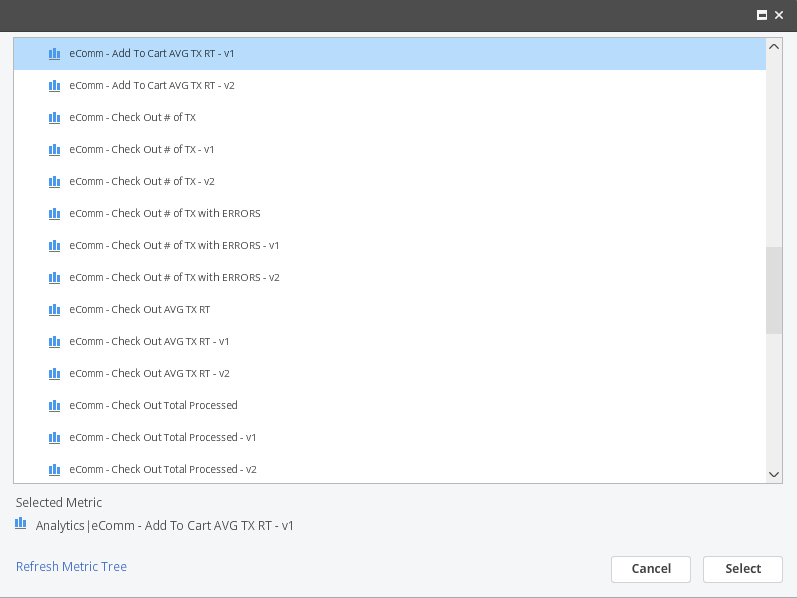 eComm - Add To Cart AVG TX RT - v1
eComm - Add To Cart AVG TX RT - v2
eComm - Check Out # of TX
eComm - Check Out # of TX - v1
eComm - Check Out # of TX - v2
eComm - Check Out # of TX with ERRORS
eComm - Check Out # of TX with ERRORS - v1
eComm - Check Out # of TX with ERRORS - v2
eComm - Check Out AVG TX RT
eComm - Check Out AVG TX RT - v1
eComm - Check Out AVG TX RT - v2
eComm - Check Out Total Processed
eComm - Check Out Total Processed - v1
eComm - Check Out Total Processed - v2
Selected Metric
Analytics|eComm - Add To Cart AVG TX RT - v1
Refresh Metric Tree
Cancel
Select